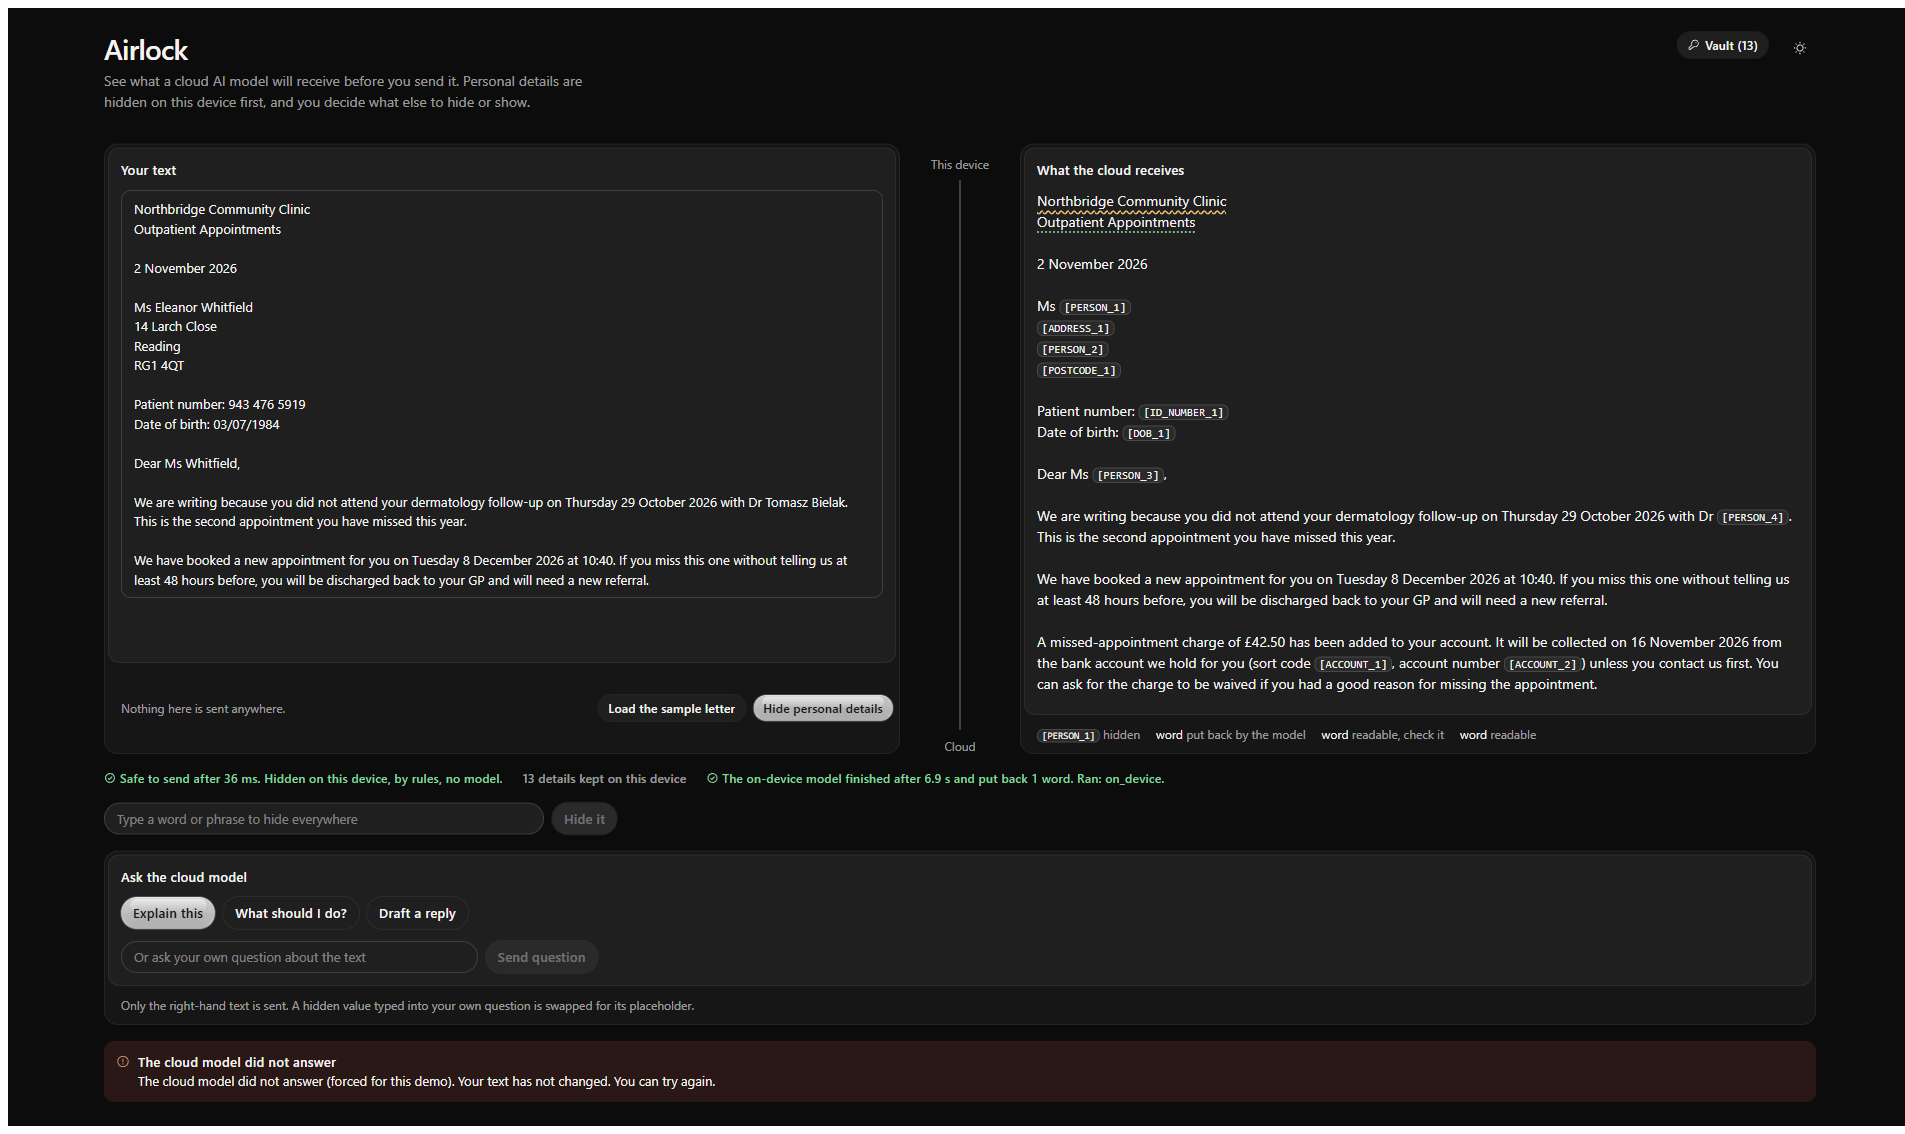 Airlock
Vault (13)
See what a cloud AI model will receive before you send it. Personal details are
hidden on this device first, and you decide what else to hide or show.
Your text
Northbridge Community Clinic
Outpatient Appointments
2 November 2026
Ms Eleanor Whitfield
14 Larch Close
Reading
RG1 4QT
Patient number: 943 476 5919
Date of birth: 03/07/1984
Dear Ms Whitfield,
We are writing because you did not attend your dermatology follow-up on Thursday 29 October 2026 with Dr Tomasz Bielak.
This is the second appointment you have missed this year.
We have booked a new appointment for you on Tuesday 8 December 2026 at 10:40. If you miss this one without telling us at
least 48 hours before, you will be discharged back to your GP and will need a new referral.
Nothing here is sent anywhere.
Load the sample letter
Hide personal details
This device
Cloud
What the cloud receives
Northbridge Community Clinic
Outpatient Appointments
2 November 2026
Ms [PERSON_1]
[ADDRESS_1]
[PERSON_2]
[POSTCODE_1]
Patient number: [ID_NUMBER_1]
Date of birth: [DOB_1]
Dear Ms [PERSON_3],
We are writing because you did not attend your dermatology follow-up on Thursday 29 October 2026 with Dr [PERSON_4].
This is the second appointment you have missed this year.
We have booked a new appointment for you on Tuesday 8 December 2026 at 10:40. If you miss this one without telling us
at least 48 hours before, you will be discharged back to your GP and will need a new referral.
A missed-appointment charge of £42.50 has been added to your account. It will be collected on 16 November 2026 from
the bank account we hold for you (sort code [ACCOUNT_1], account number [ACCOUNT_2]) unless you contact us first. You
can ask for the charge to be waived if you had a good reason for missing the appointment.
[PERSON_1] hidden word put back by the model word readable, check it word readable
Safe to send after 36 ms. Hidden on this device, by rules, no model. 13 details kept on this device The on-device model finished after 6.9 s and put back 1 word. Ran: on_device.
Type a word or phrase to hide everywhere
Hide it
Ask the cloud model
Explain this
What should I do?
Draft a reply
Or ask your own question about the text
Send question
Only the right-hand text is sent. A hidden value typed into your own question is swapped for its placeholder.
The cloud model did not answer
The cloud model did not answer (forced for this demo). Your text has not changed. You can try again.